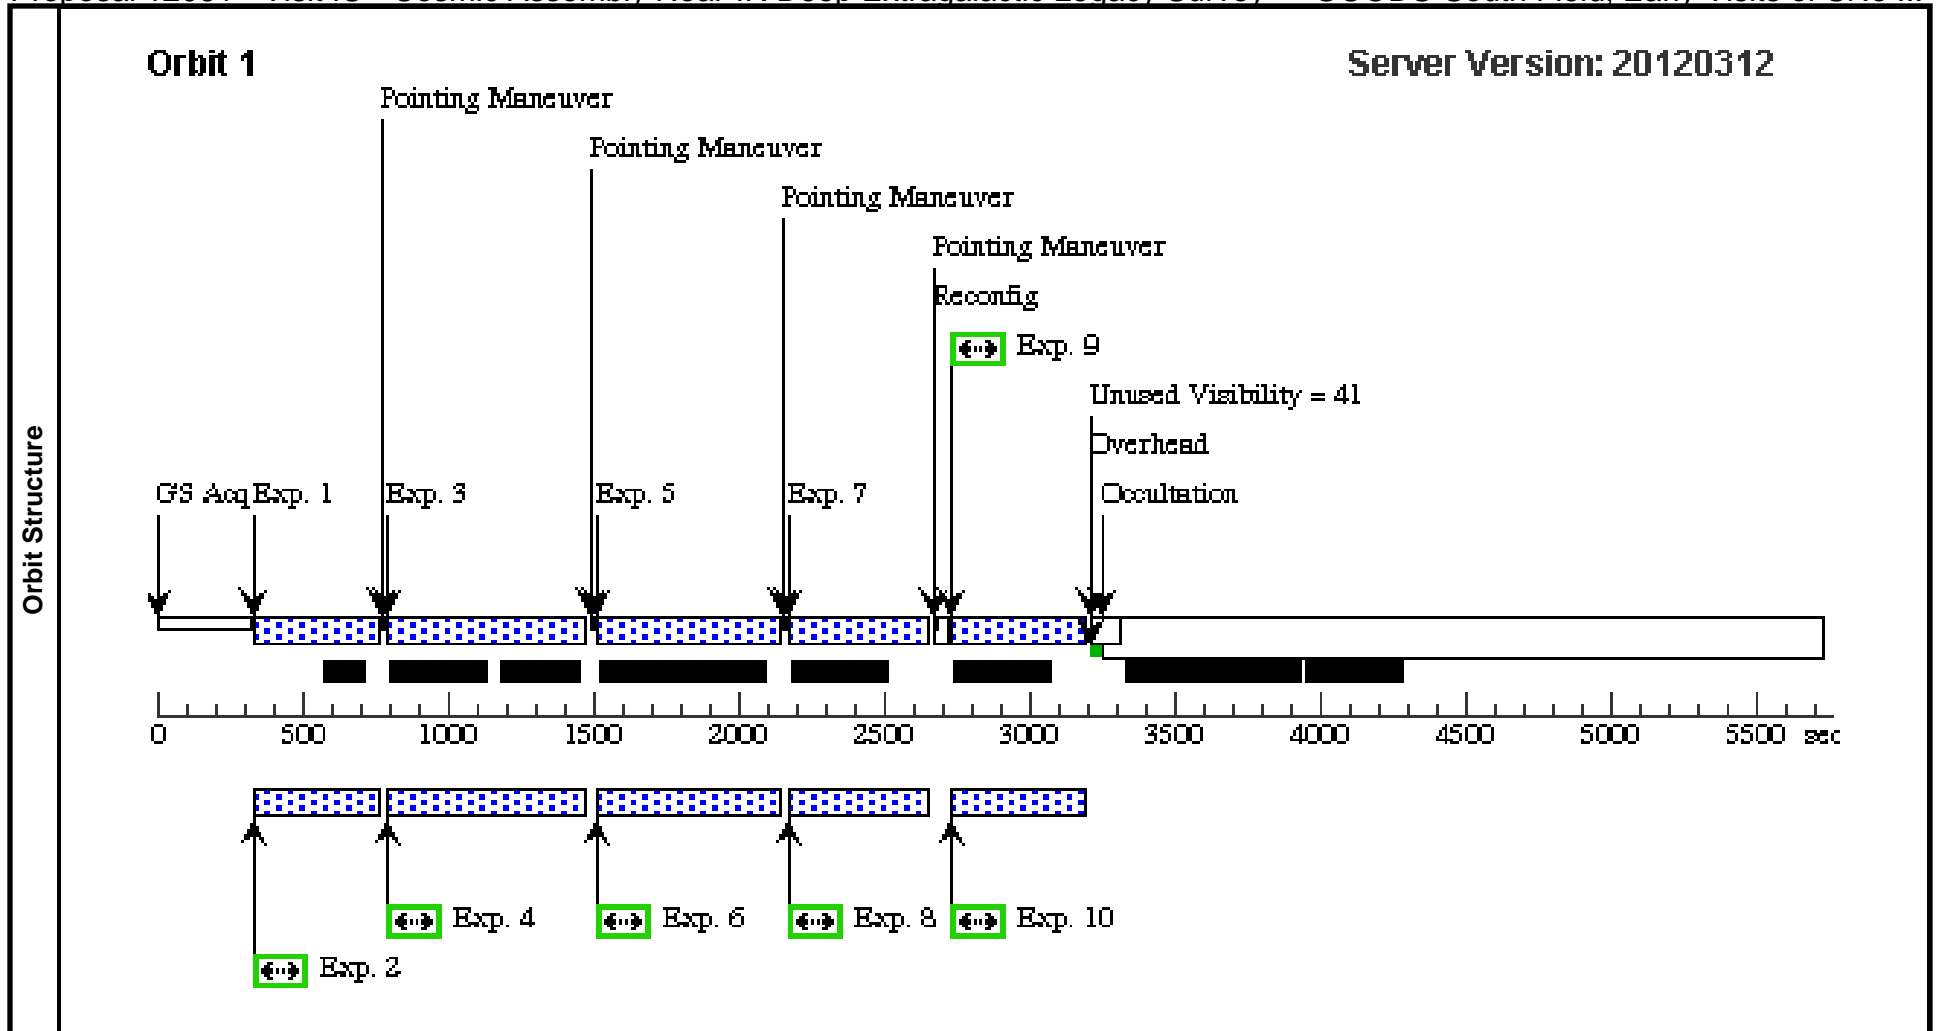 Orbit 1
Server Version: 20120312
Pointing Maneuver
Pointing Maneuver
Pointing Maneuver
Pointing Maneuver
Reconfig
Exp. 9
Unused Visibility = 41
Overhead
GS Acq Exp. 1 Exp. 3 Exp. 5 Exp. 7 Occultation
Orbit Structure
0 500 1000 1500 2000 2500 3000 3500 4000 4500 5000 5500 sec
Exp. 4 Exp. 6 Exp. 8 Exp. 10
Exp. 2